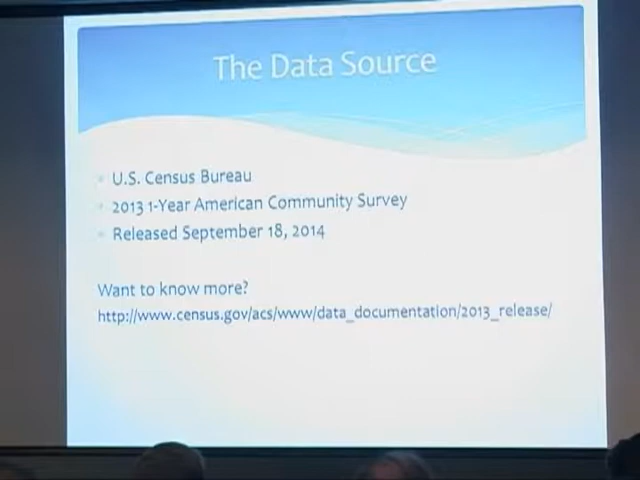 The Data Source
U.S. Census Bureau
2013 1-Year American Community Survey
Released September 18, 2014
Want to know more?
http://www.census.gov/acs/www/data_documentation/2013_release/